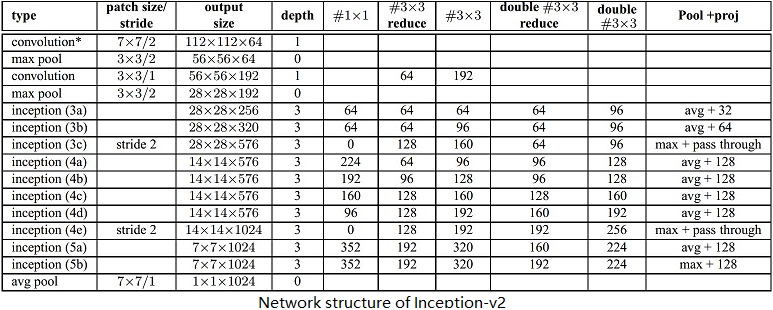 type patch size/ stride output size depth #1×1 #3×3 reduce #3×3 double #3×3 reduce double #3×3 Pool +proj
convolution* 7×7/2 112×112×64 1
max pool 3×3/2 56×56×64 0
convolution 3×3/1 56×56×192 1 64 192
max pool 3×3/2 28×28×192 0
inception (3a) 28×28×256 3 64 64 64 64 96 avg + 32
inception (3b) 28×28×320 3 64 64 96 64 96 avg + 64
inception (3c) stride 2 28×28×576 3 0 128 160 64 96 max + pass through
inception (4a) 14×14×576 3 224 64 96 96 128 avg + 128
inception (4b) 14×14×576 3 192 96 128 96 128 avg + 128
inception (4c) 14×14×576 3 160 128 160 128 160 avg + 128
inception (4d) 14×14×576 3 96 128 192 160 192 avg + 128
inception (4e) stride 2 14×14×1024 3 0 128 192 192 256 max + pass through
inception (5a) 7×7×1024 3 352 192 320 160 224 avg + 128
inception (5b) 7×7×1024 3 352 192 320 192 224 max + 128
avg pool 7×7/1 1×1×1024 0
Network structure of Inception-v2